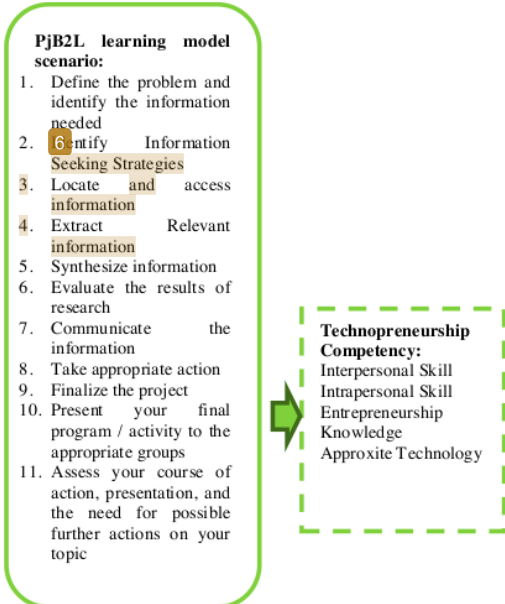 PjB2L learning model
scenario:
1. Define the problem and
identify the information
needed
2. 6entify Information
Seeking Strategies
3. Locate and access
information
4. Extract Relevant
information
5. Synthesize information
6. Evaluate the results of
research
7. Communicate the
information
8. Take appropriate action
9. Finalize the project
10. Present your final
program / activity to the
appropriate groups
11. Assess your course of
action, presentation, and
the need for possible
further actions on your
topic
Technopreneurship
Competency:
Interpersonal Skill
Intrapersonal Skill
Entrepreneurship
Knowledge
Approxite Technology